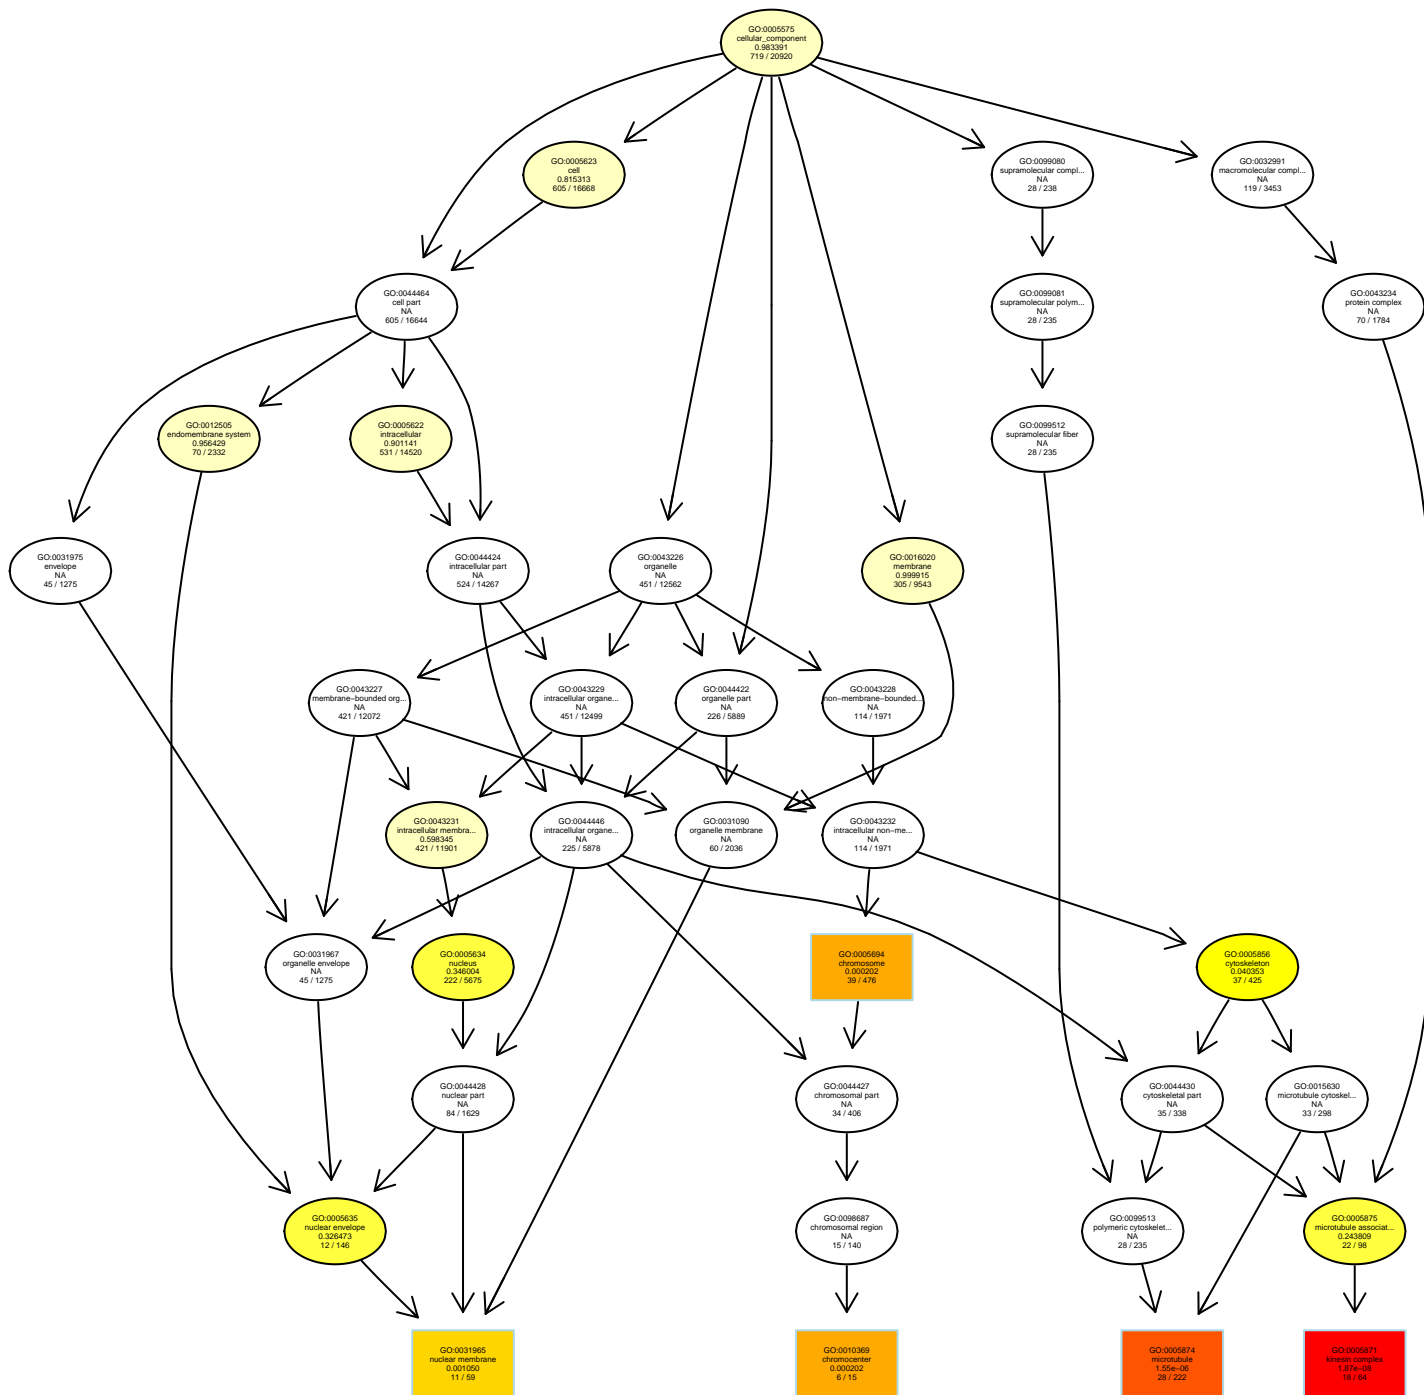 GO:0005575
cellular_component
0.983391
719 / 20920
GO:0005623
cell
0.815313
605 / 16668
GO:0099080
supramolecular compl...
NA
28 / 238
GO:0032991
macromolecular compl...
NA
119 / 3453
GO:0044464
cell part
NA
605 / 16644
GO:0099081
supramolecular polym...
NA
28 / 235
GO:0043234
protein complex
NA
70 / 1784
GO:0012505
endomembrane system
0.956429
70 / 2332
GO:0005622
intracellular
0.901141
531 / 14520
GO:0099512
supramolecular fiber
NA
28 / 235
GO:0031975
envelope
NA
45 / 1275
GO:0044424
intracellular part
NA
524 / 14267
GO:0043226
organelle
NA
451 / 12562
GO:0016020
membrane
0.999915
305 / 9543
GO:0043227
membrane−bounded org...
NA
421 / 12072
GO:0043229
intracellular organe...
NA
451 / 12499
GO:0044422
organelle part
NA
226 / 5889
GO:0043228
non−membrane−bounded...
NA
114 / 1971
GO:0043231
intracellular membra...
0.598345
421 / 11901
GO:0044446
intracellular organe...
NA
225 / 5878
GO:0031090
organelle membrane
NA
60 / 2036
GO:0043232
intracellular non−me...
NA
114 / 1971
GO:0031967
organelle envelope
NA
45 / 1275
GO:0005634
nucleus
0.346004
222 / 5675
GO:0005694
chromosome
0.000202
39 / 476
GO:0005856
cytoskeleton
0.040353
37 / 425
GO:0044428
nuclear part
NA
84 / 1629
GO:0044427
chromosomal part
NA
34 / 406
GO:0044430
cytoskeletal part
NA
35 / 338
GO:0015630
microtubule cytoskel...
NA
33 / 298
GO:0005635
nuclear envelope
0.326473
12 / 146
GO:0098687
chromosomal region
NA
15 / 140
GO:0099513
polymeric cytoskelet...
NA
28 / 235
GO:0005875
microtubule associat...
0.243809
22 / 98
GO:0031965
nuclear membrane
0.001050
11 / 59
GO:0010369
chromocenter
0.000202
6 / 15
GO:0005874
microtubule
1.55e−06
28 / 222
GO:0005871
kinesin complex
1.97e−08
18 / 64